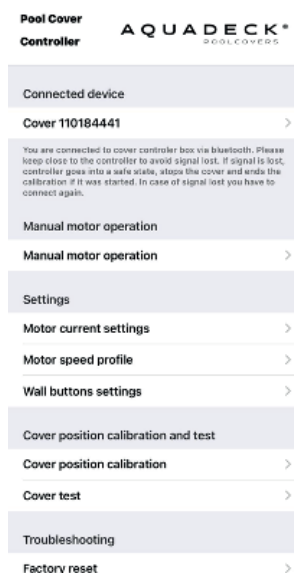 Pool Cover
Controller
AQUADECK®
POOLCOVERS
Connected device
Cover 110184441
You are connected to cover controler box via bluetooth. Please
keep close to the controller to avoid signal lost. If signal is lost,
controller goes into a safe state, stops the cover and ends the
calibration if it was started. In case of signal lost you have to
connect again.
Manual motor operation
Manual motor operation
Settings
Motor current settings
Motor speed profile
Wall buttons settings
Cover position calibration and test
Cover position calibration
Cover test
Troubleshooting
Factory reset